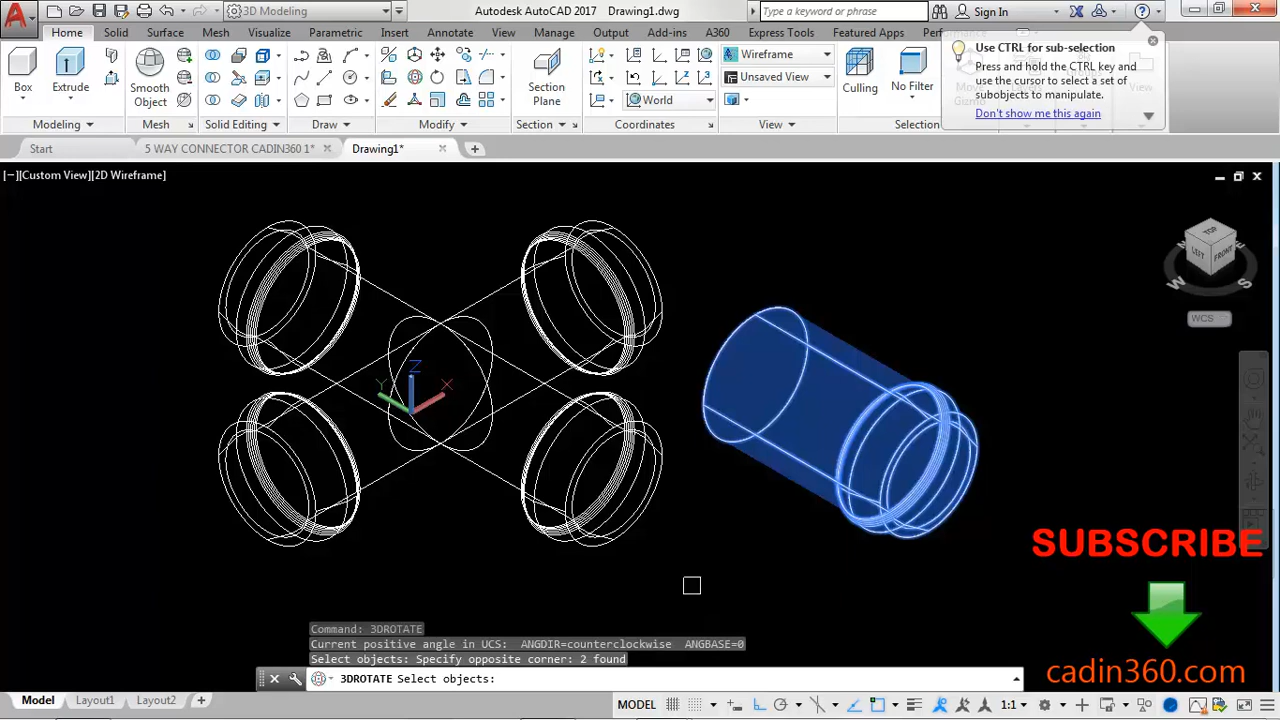 3D Modeling
Autodesk AutoCAD 2017 Drawing1.dwg
Type a keyword or phrase
Sign In
Home Solid Surface Mesh Visualize Parametric Insert View Manage Output Add-ins A360 Express Tools Featured Apps
Use CTRL for sub-selection
Press and hold the CTRL key and
use the cursor to select a set of
subobjects to manipulate.
Don't show me this again
Box
Extrude
Smooth
Object
Section
Plane
Wireframe
Unsaved View
World
Culling
No Filter
Modeling
Mesh
Solid Editing
Draw
Modify
Section
Coordinates
View
Selection
Start
5 WAY CONNECTOR CADIN360 1*
Drawing1*
[−][Custom View][2D Wireframe]
TOP
LEFT
FRONT
W
S
WCS
Z
Y
X
SUBSCRIBE
cadin360.com
Command: 3DROTATE
Current positive angle in UCS: ANGDIR=counterclockwise ANGBASE=0
Select objects: Specify opposite corner: 2 found
3DROTATE Select objects:
Model Layout1 Layout2 +
MODEL
1:1